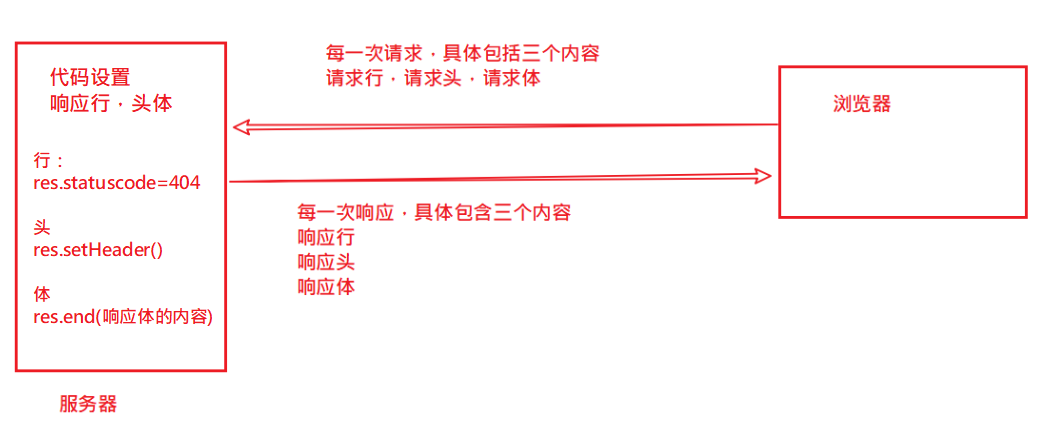 每一次请求，具体包括三个内容
请求行，请求头，请求体
代码设置
响应行，头体
浏览器
行：
res.statuscode=404
头
res.setHeader()
体
res.end(响应体的内容)
每一次响应，具体包含三个内容
响应行
响应头
响应体
服务器